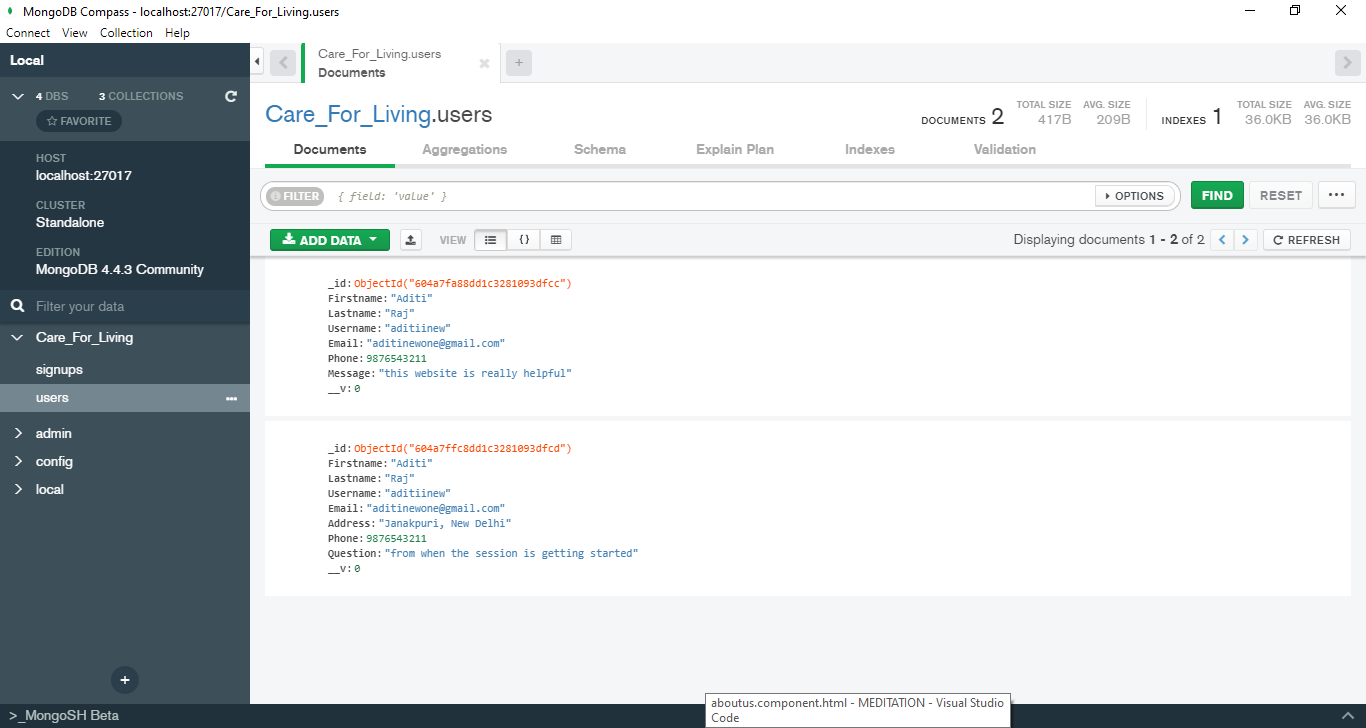 MongoDB Compass - localhost:27017/Care_For_Living.users
Connect View Collection Help
Local
4 DBS 3 COLLECTIONS
FAVORITE
HOST
localhost:27017
CLUSTER
Standalone
EDITION
MongoDB 4.4.3 Community
Filter your data
Care_For_Living
signups
users
admin
config
local
>_MongoSH Beta
Care_For_Living.users
Documents
Care_For_Living.users
DOCUMENTS 2 TOTAL SIZE 417B AVG. SIZE 209B INDEXES 1 TOTAL SIZE 36.0KB AVG. SIZE 36.0KB
Documents Aggregations Schema Explain Plan Indexes Validation
FILTER { field: 'value' } OPTIONS FIND RESET
ADD DATA VIEW {} Displaying documents 1 - 2 of 2 REFRESH
_id: ObjectId("604a7fa88dd1c3281093dfcc")
Firstname: "Aditi"
Lastname: "Raj"
Username: "aditiinew"
Email: "aditinewone@gmail.com"
Phone: 9876543211
Message: "this website is really helpful"
__v: 0
_id: ObjectId("604a7ffc8dd1c3281093dfcd")
Firstname: "Aditi"
Lastname: "Raj"
Username: "aditiinew"
Email: "aditinewone@gmail.com"
Address: "Janakpuri, New Delhi"
Phone: 9876543211
Question: "from when the session is getting started"
__v: 0
aboutus.component.html - MEDITATION - Visual Studio
Code